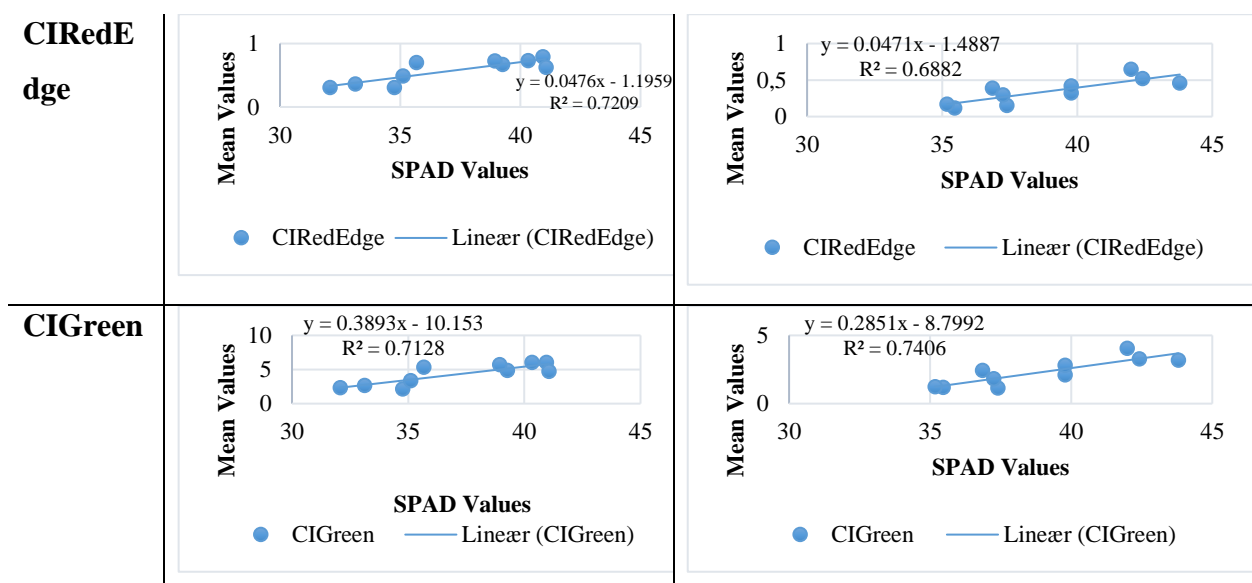 CIRedE
dge
1
0
Mean Values
y = 0.0476x - 1.1959
R² = 0.7209
30 35 40 45
SPAD Values
CIRedEdge Lineær (CIRedEdge)
y = 0.0471x - 1.4887
R² = 0.6882
1
0,5
0
Mean Values
30 35 40 45
SPAD Values
CIRedEdge Lineær (CIRedEdge)
CIGreen
y = 0.3893x - 10.153
R² = 0.7128
10
5
0
Mean Values
30 35 40 45
SPAD Values
CIGreen Lineær (CIGreen)
y = 0.2851x - 8.7992
R² = 0.7406
5
0
Mean Values
30 35 40 45
SPAD Values
CIGreen Lineær (CIGreen)